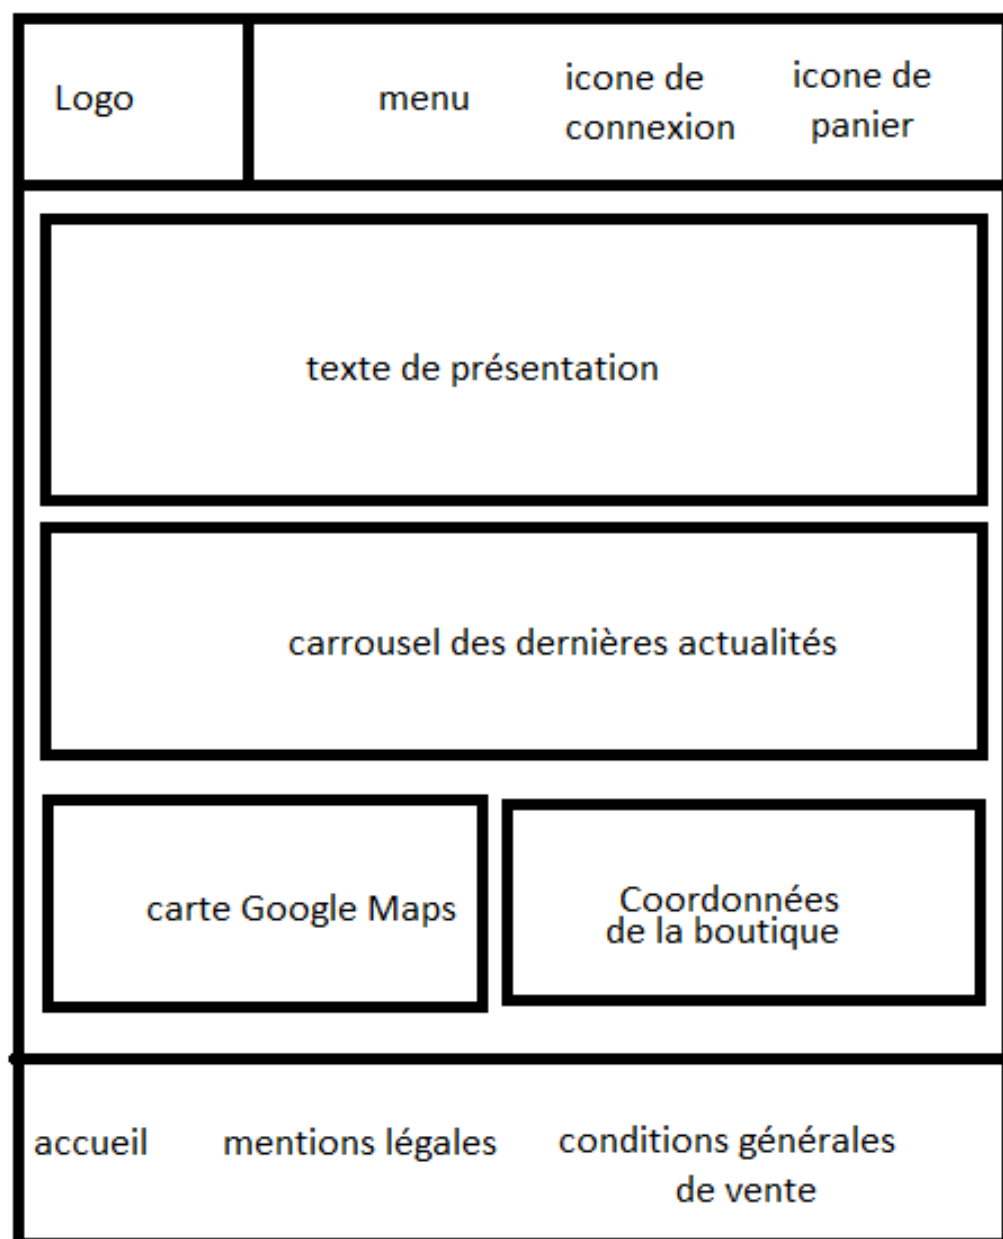 Logo
menu
icone de
connexion
icone de
panier
texte de présentation
carrousel des dernières actualités
carte Google Maps
Coordonnées
de la boutique
accueil
mentions légales
conditions générales
de vente